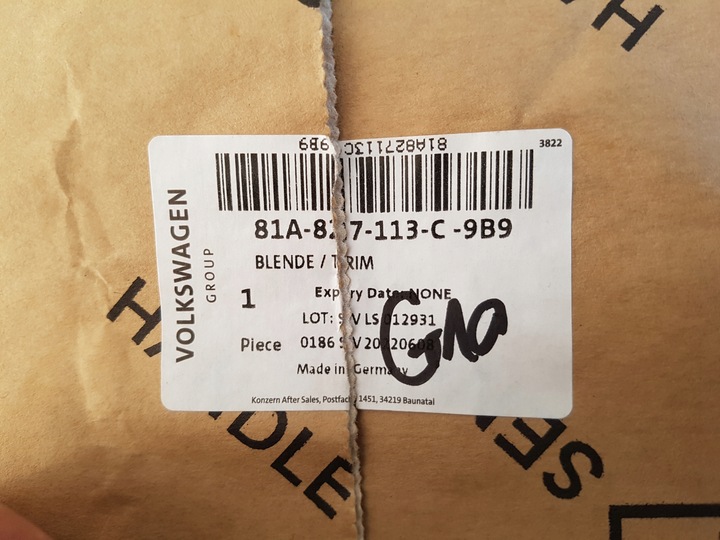 81A827113C 9B9
3822
VOLKSWAGEN
GROUP
81A-827-113-C -9B9
BLENDE / TRIM
1
Expiry Date: NONE
LOT: LS 012931
Piece
0186 20220608
Made in Germany
Konzern After Sales, Postfach 1451, 34219 Baunatal